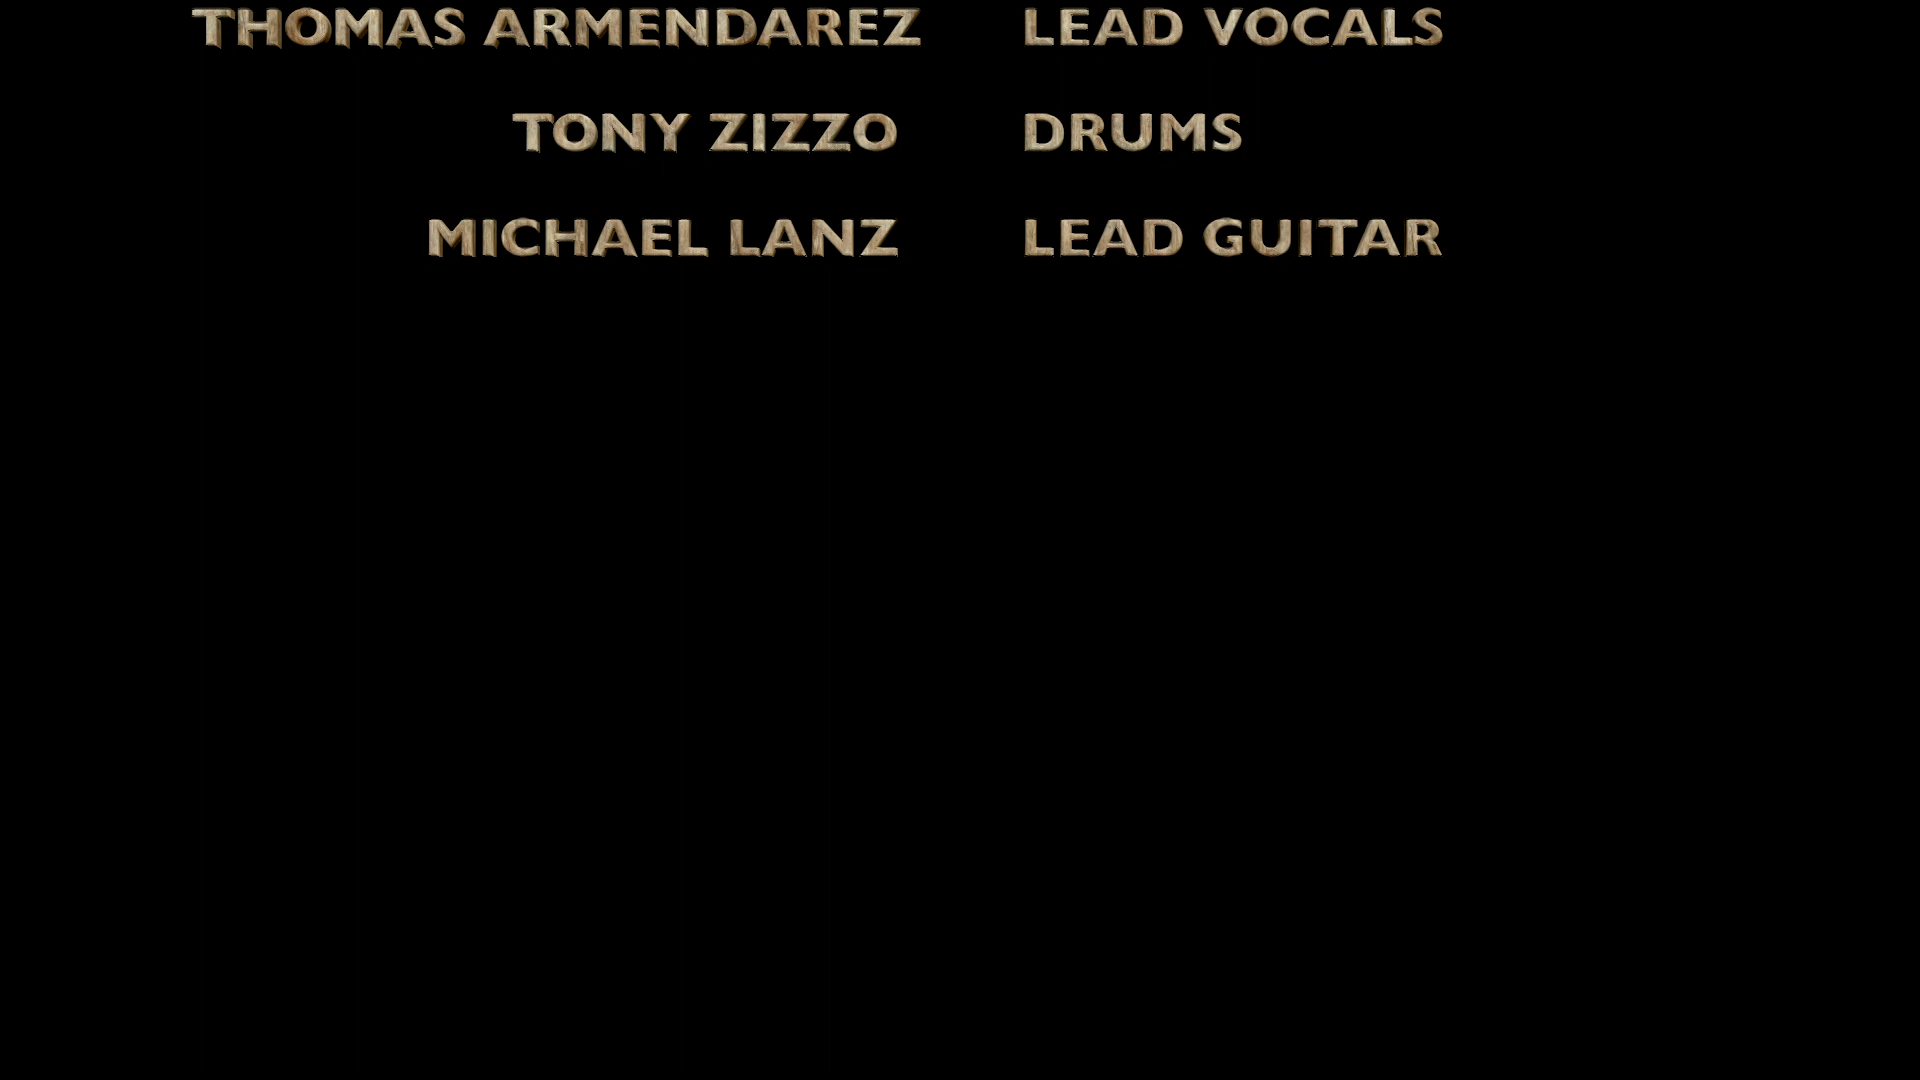 THOMAS ARMENDAREZ LEAD VOCALS
TONY ZIZZO DRUMS
MICHAEL LANZ LEAD GUITAR